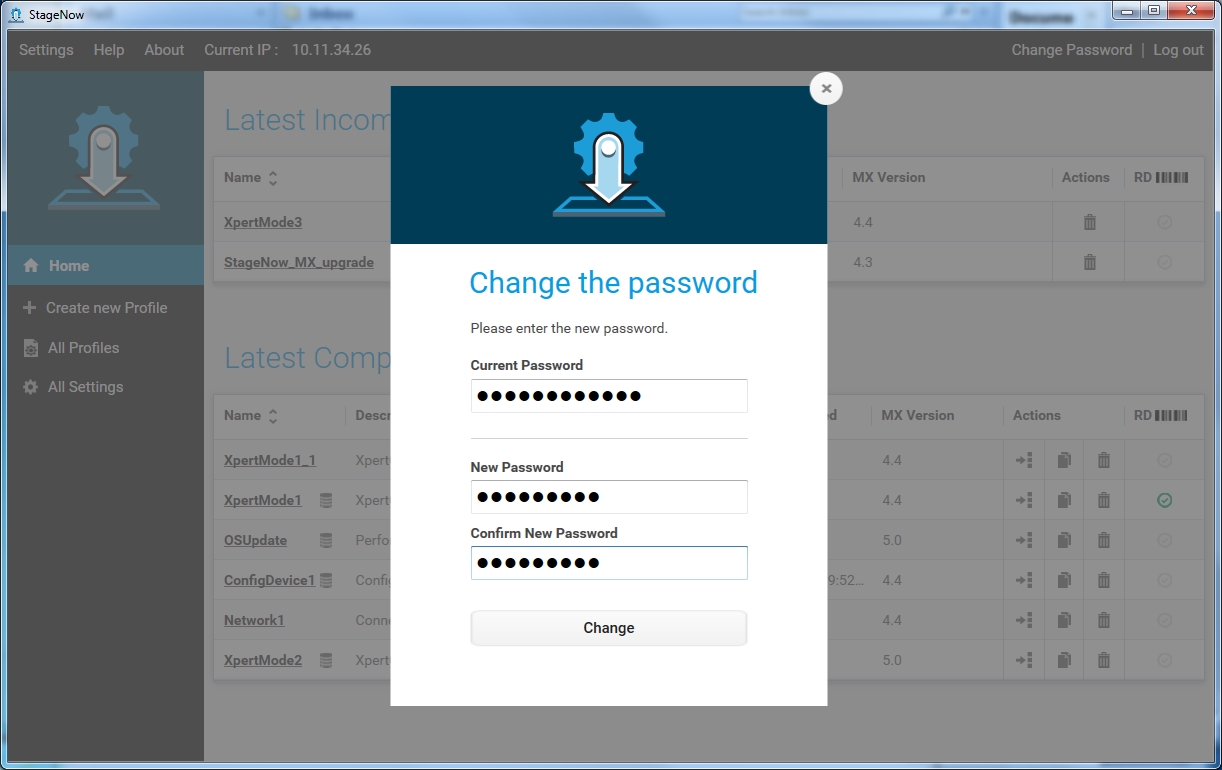 StageNow
Inbox
Settings Help About Current IP : 10.11.34.26 Change Password | Log out
Latest Incom
Name MX Version Actions RD
XpertMode3 4.4
StageNow_MX_upgrade 4.3
Home
Create new Profile
All Profiles
All Settings
Latest Comp
Name Descr d MX Version Actions RD
XpertMode1_1 Xpert 4.4
XpertMode1 Xpert 4.4
OSUpdate Perfo 5.0
ConfigDevice1 Confi 9:52... 4.4
Network1 Conne 4.4
XpertMode2 Xpert 5.0
Change the password
Please enter the new password.
Current Password
New Password
Confirm New Password
Change